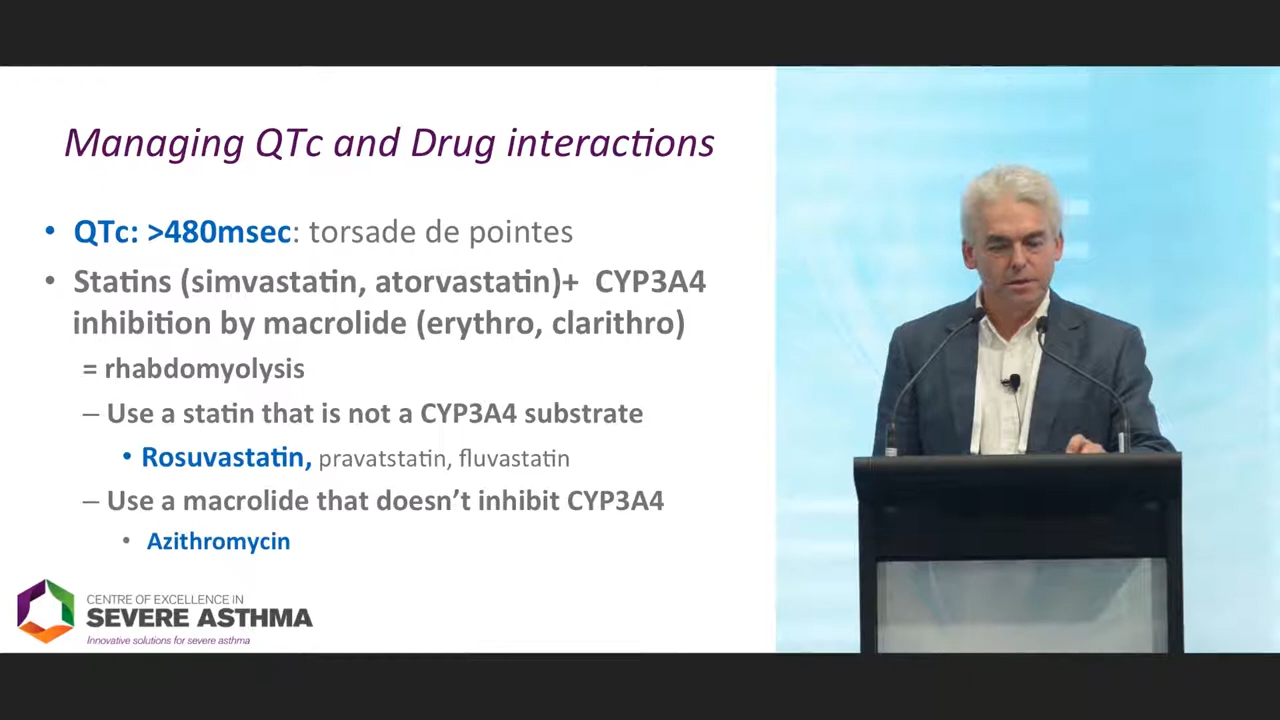 Managing QTc and Drug interactions
• QTc: >480msec: torsade de pointes
• Statins (simvastatin, atorvastatin)+ CYP3A4
inhibition by macrolide (erythro, clarithro)
= rhabdomyolysis
– Use a statin that is not a CYP3A4 substrate
• Rosuvastatin, pravatstatin, fluvastatin
– Use a macrolide that doesn't inhibit CYP3A4
• Azithromycin
CENTRE OF EXCELLENCE IN
SEVERE ASTHMA
Innovative solutions for severe asthma